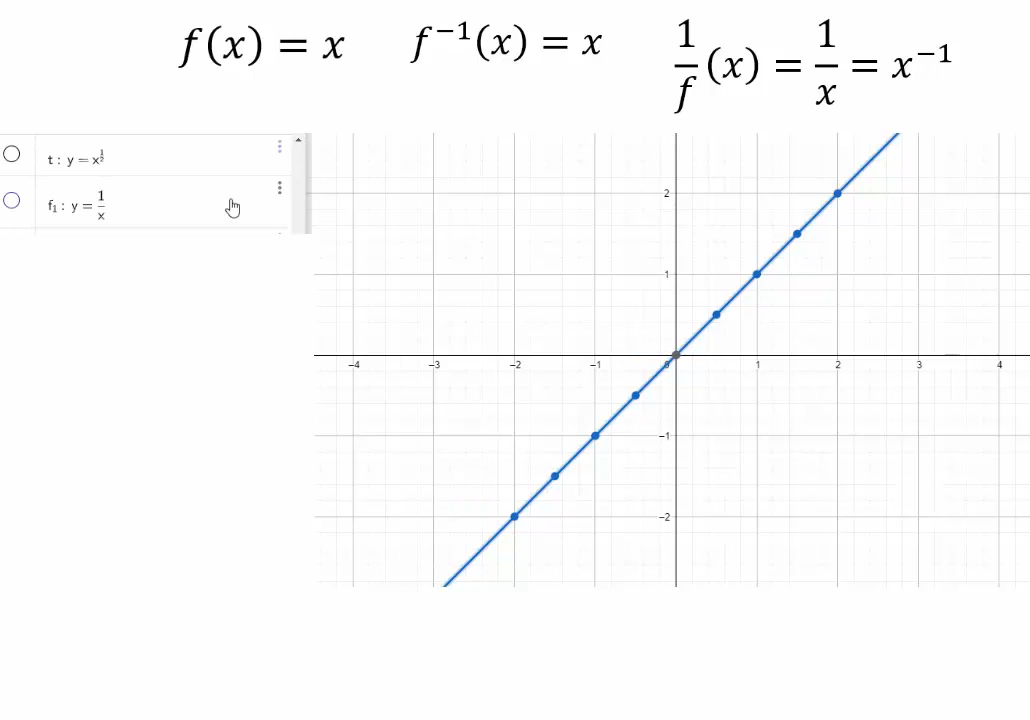 f(x) = x
f⁻¹(x) = x
1/f (x) = 1/x = x⁻¹
t : y = x^(1/2)
f₁ : y = 1/x
2
1
−4 −3 −2 −1 0 1 2 3 4
−1
−2